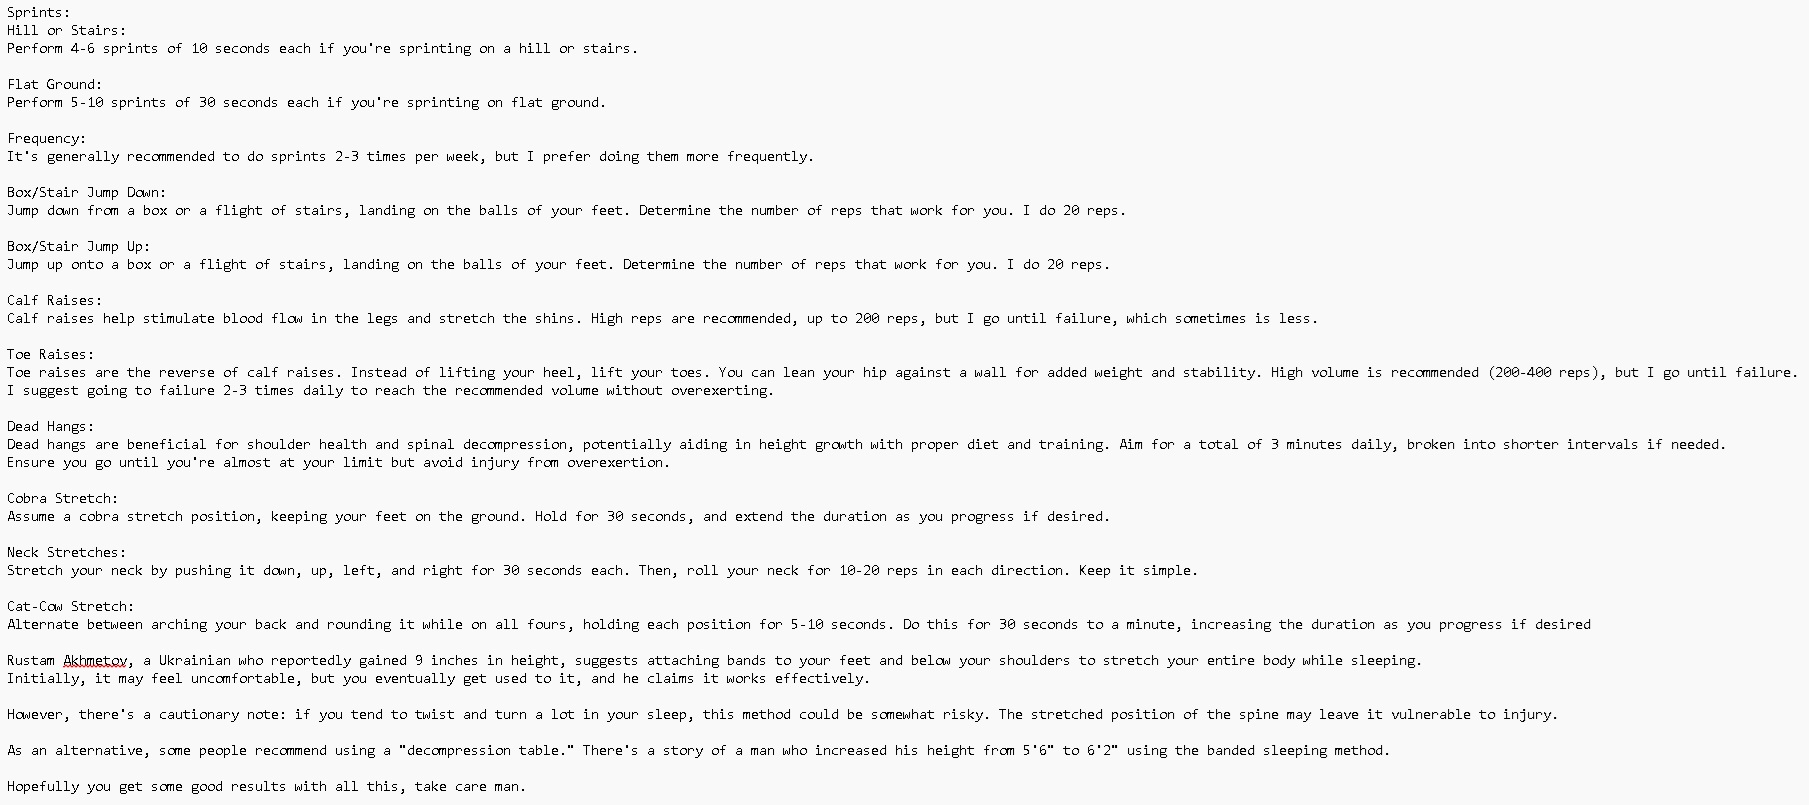 Sprints:
Hill or Stairs:
Perform 4-6 sprints of 10 seconds each if you're sprinting on a hill or stairs.

Flat Ground:
Perform 5-10 sprints of 30 seconds each if you're sprinting on flat ground.

Frequency:
It's generally recommended to do sprints 2-3 times per week, but I prefer doing them more frequently.

Box/Stair Jump Down:
Jump down from a box or a flight of stairs, landing on the balls of your feet. Determine the number of reps that work for you. I do 20 reps.

Box/Stair Jump Up:
Jump up onto a box or a flight of stairs, landing on the balls of your feet. Determine the number of reps that work for you. I do 20 reps.

Calf Raises:
Calf raises help stimulate blood flow in the legs and stretch the shins. High reps are recommended, up to 200 reps, but I go until failure, which sometimes is less.

Toe Raises:
Toe raises are the reverse of calf raises. Instead of lifting your heel, lift your toes. You can lean your hip against a wall for added weight and stability. High volume is recommended (200-400 reps), but I go until failure.
I suggest going to failure 2-3 times daily to reach the recommended volume without overexerting.

Dead Hangs:
Dead hangs are beneficial for shoulder health and spinal decompression, potentially aiding in height growth with proper diet and training. Aim for a total of 3 minutes daily, broken into shorter intervals if needed.
Ensure you go until you're almost at your limit but avoid injury from overexertion.

Cobra Stretch:
Assume a cobra stretch position, keeping your feet on the ground. Hold for 30 seconds, and extend the duration as you progress if desired.

Neck Stretches:
Stretch your neck by pushing it down, up, left, and right for 30 seconds each. Then, roll your neck for 10-20 reps in each direction. Keep it simple.

Cat-Cow Stretch:
Alternate between arching your back and rounding it while on all fours, holding each position for 5-10 seconds. Do this for 30 seconds to a minute, increasing the duration as you progress if desired

Rustam Akhmetov, a Ukrainian who reportedly gained 9 inches in height, suggests attaching bands to your feet and below your shoulders to stretch your entire body while sleeping.
Initially, it may feel uncomfortable, but you eventually get used to it, and he claims it works effectively.

However, there's a cautionary note: if you tend to twist and turn a lot in your sleep, this method could be somewhat risky. The stretched position of the spine may leave it vulnerable to injury.

As an alternative, some people recommend using a "decompression table." There's a story of a man who increased his height from 5'6" to 6'2" using the banded sleeping method.

Hopefully you get some good results with all this, take care man.